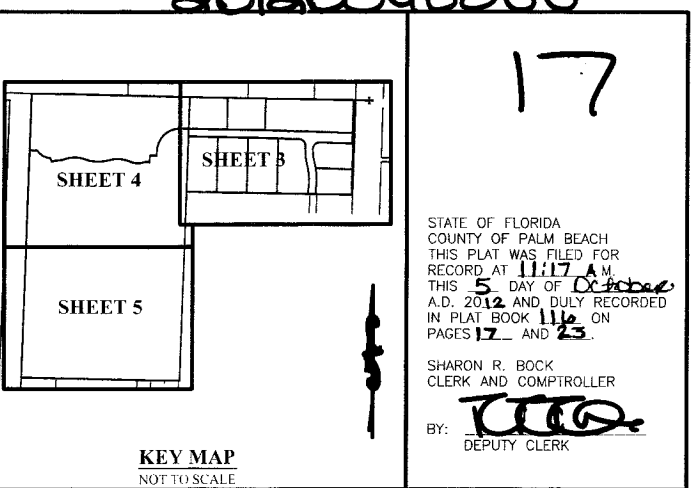 17
SHEET 4
SHEET 3
SHEET 5
KEY MAP
NOT TO SCALE
STATE OF FLORIDA
COUNTY OF PALM BEACH
THIS PLAT WAS FILED FOR
RECORD AT 11:17 A M.
THIS 5 DAY OF October
A.D. 2012 AND DULY RECORDED
IN PLAT BOOK 116 ON
PAGES 17 AND 23.
SHARON R. BOCK
CLERK AND COMPTROLLER
BY:
DEPUTY CLERK